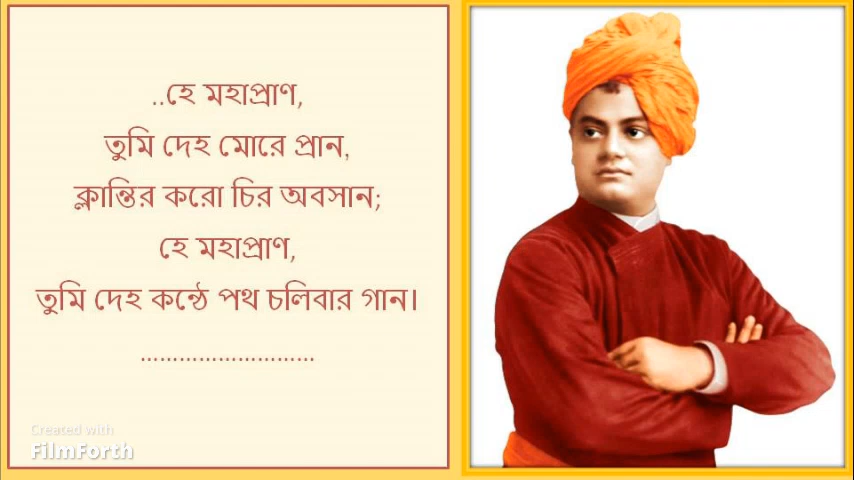 ..হে মহাপ্রাণ,
তুমি দেহ মোরে প্রান,
ক্লান্তির করো চির অবসান;
হে মহাপ্রাণ,
তুমি দেহ কন্ঠে পথ চলিবার গান।
...........................
Created with
FilmForth